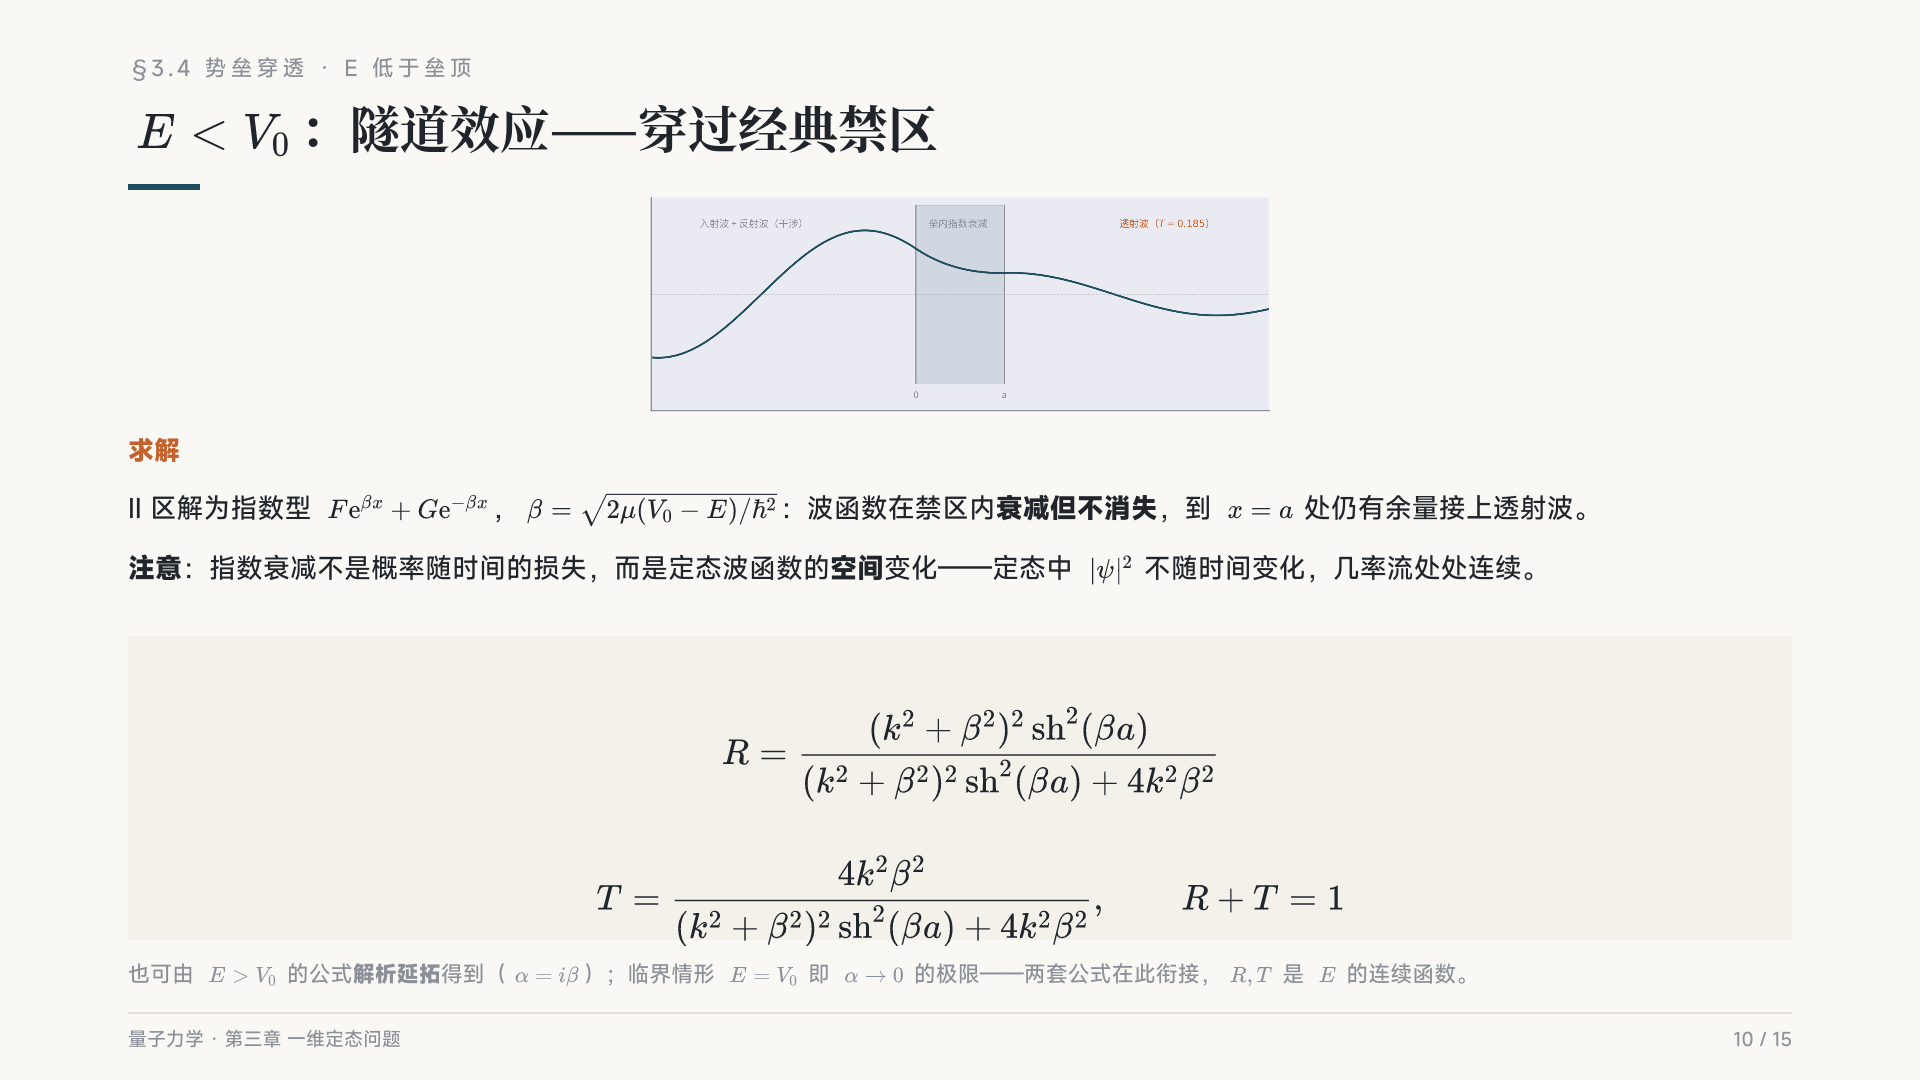 §3.4 势垒穿透 · E 低于垒顶
E < V₀：隧道效应——穿过经典禁区
入射波 + 反射波（干涉）
垒内指数衰减
透射波（T = 0.185）
0
a
求解
II 区解为指数型 Fe^{βx} + Ge^{−βx}， β = √(2μ(V₀ − E)/ℏ²)：波函数在禁区内衰减但不消失，到 x = a 处仍有余量接上透射波。
注意：指数衰减不是概率随时间的损失，而是定态波函数的空间变化——定态中 |ψ|² 不随时间变化，几率流处处连续。
R = (k² + β²)² sh²(βa) / ((k² + β²)² sh²(βa) + 4k²β²)
T = 4k²β² / ((k² + β²)² sh²(βa) + 4k²β²), R + T = 1
也可由 E > V₀ 的公式解析延拓得到（α = iβ）；临界情形 E = V₀ 即 α → 0 的极限——两套公式在此衔接，R, T 是 E 的连续函数。
量子力学 · 第三章 一维定态问题
10 / 15